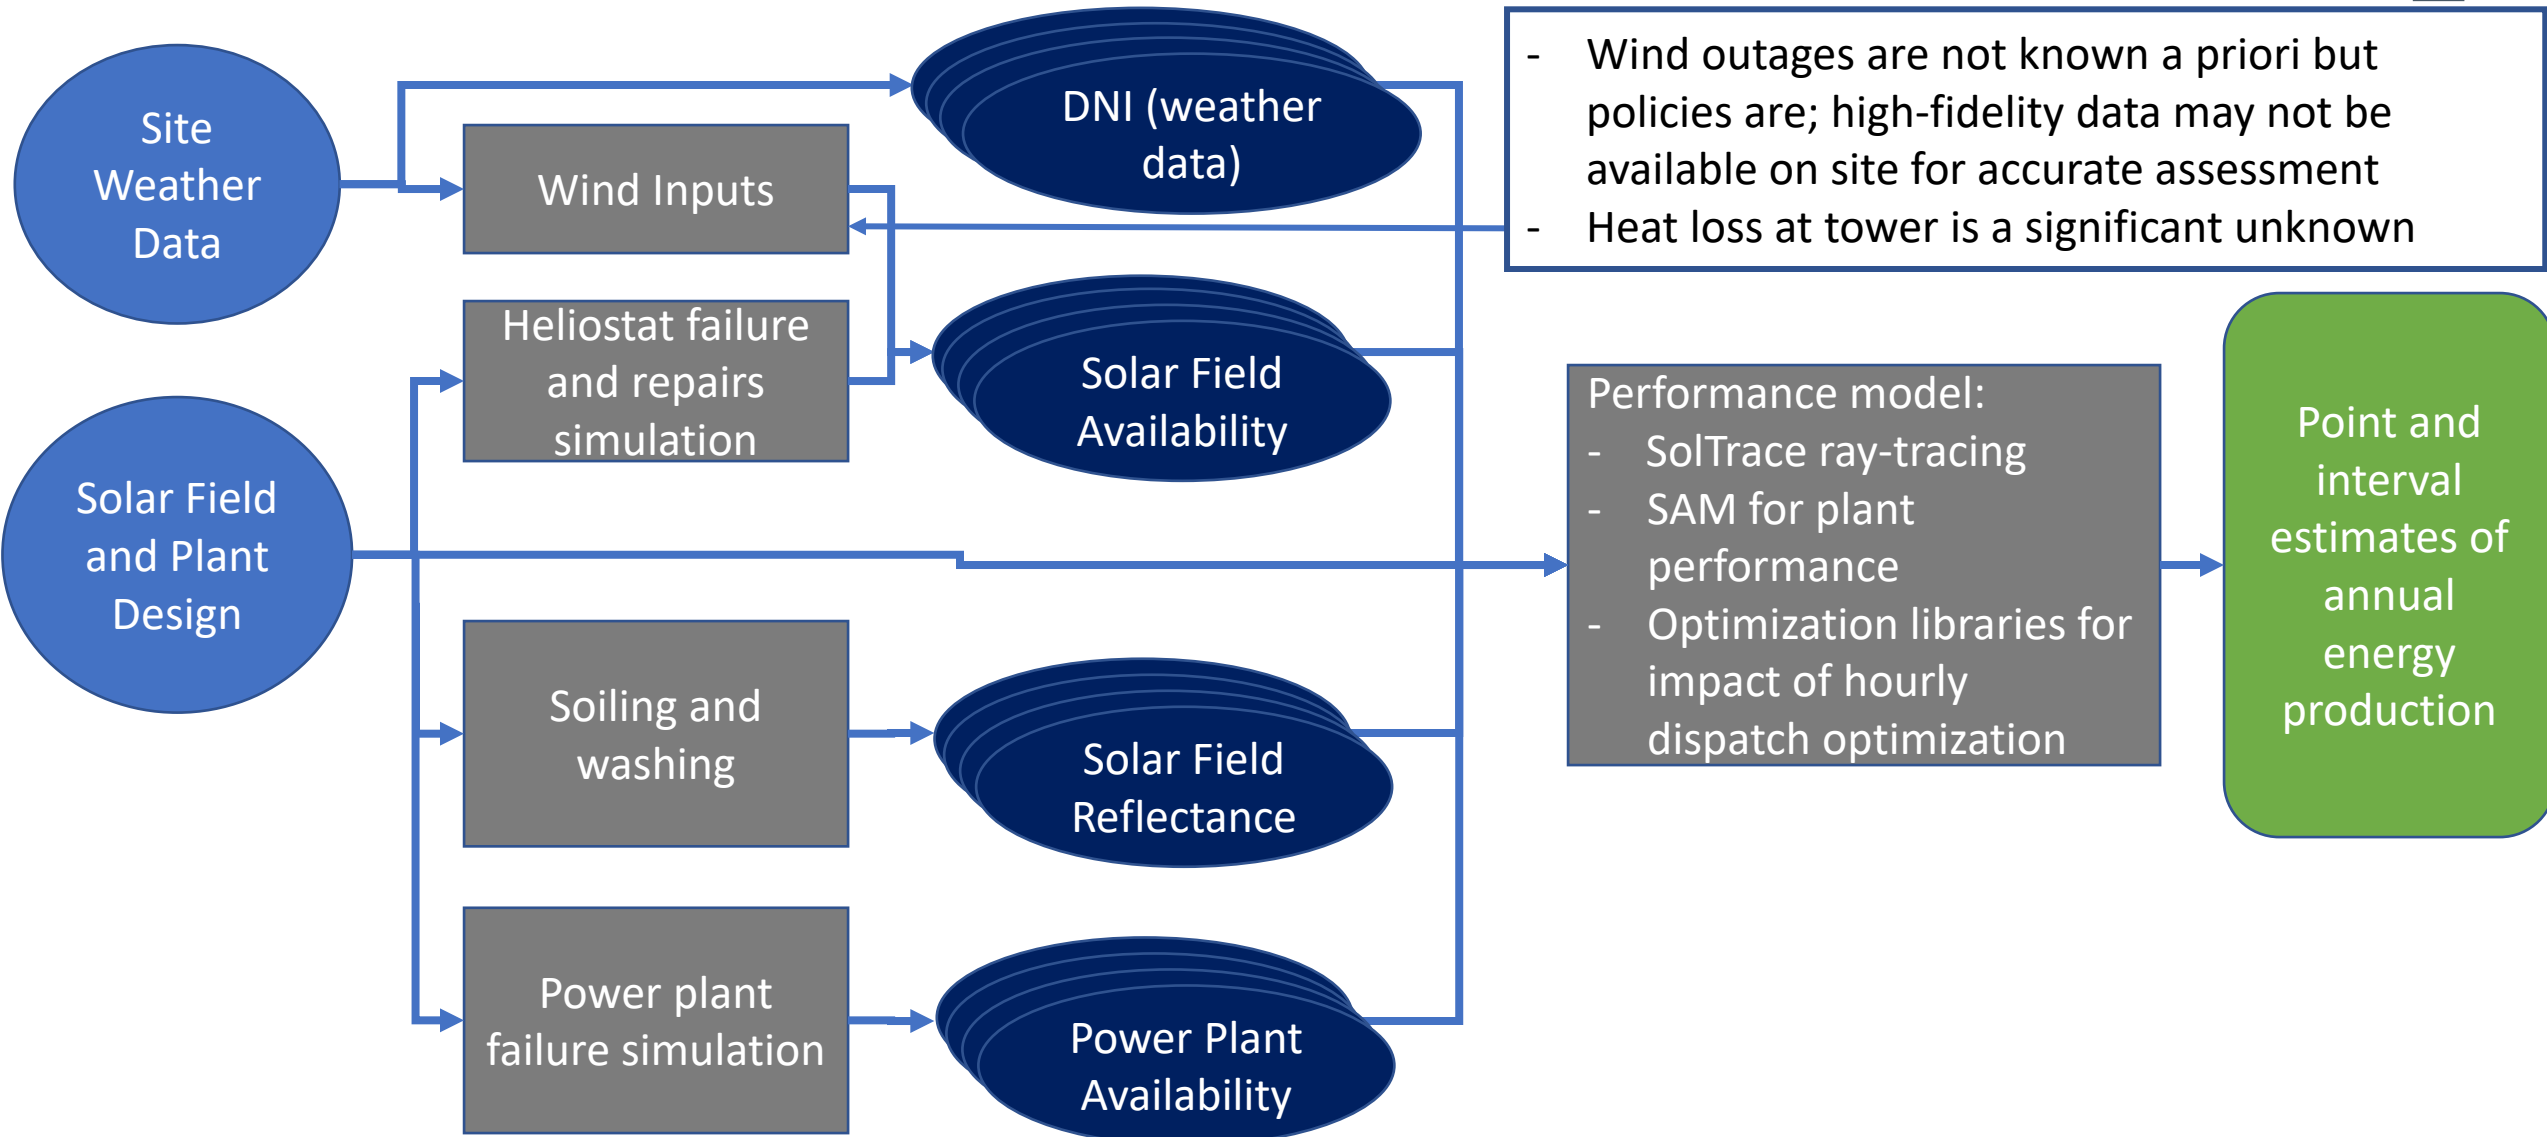 Site
Weather
Data
DNI (weather
data)
Wind Inputs
- Wind outages are not known a priori but
policies are; high-fidelity data may not be
available on site for accurate assessment
- Heat loss at tower is a significant unknown
Heliostat failure
and repairs
simulation
Solar Field
Availability
Solar Field
and Plant
Design
Performance model:
- SolTrace ray-tracing
- SAM for plant
performance
- Optimization libraries for
impact of hourly
dispatch optimization
Point and
interval
estimates of
annual
energy
production
Soiling and
washing
Solar Field
Reflectance
Power plant
failure simulation
Power Plant
Availability